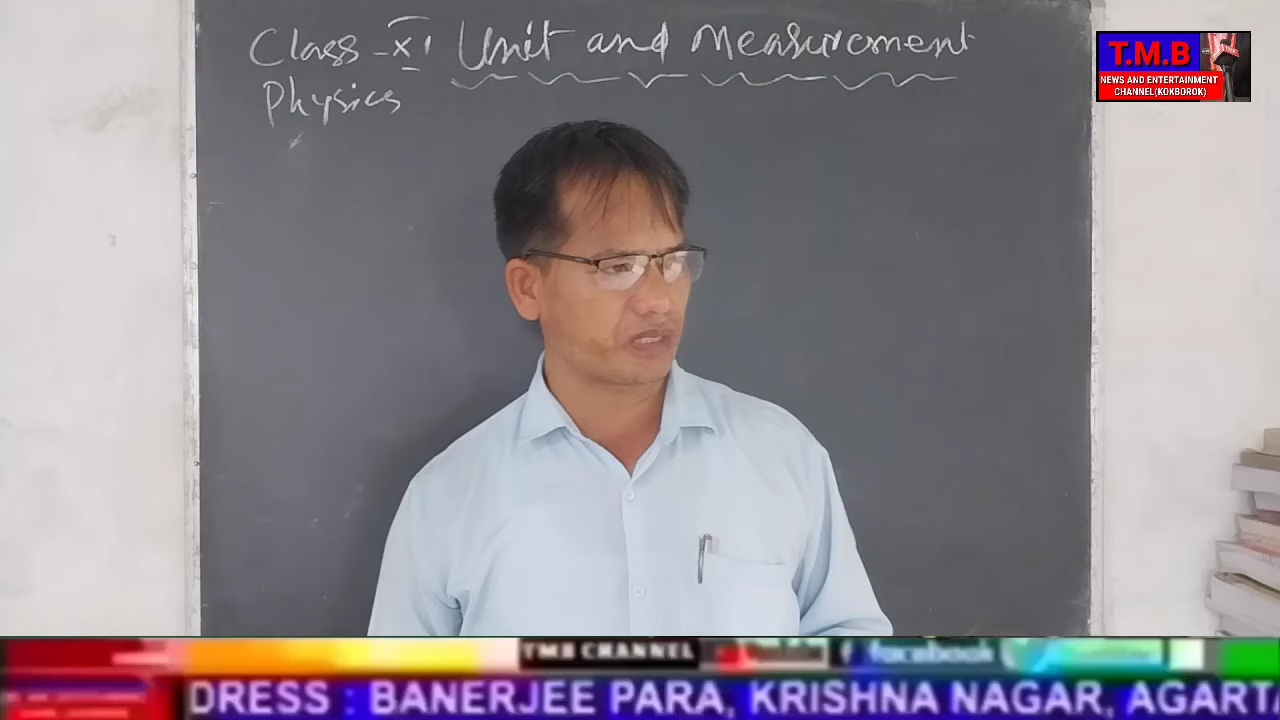 Class - XI Unit and Measurement
Physics
T.M.B
NEWS AND ENTERTAINMENT
CHANNEL(KOKBOROK)
TMB CHANNEL
facebook
DRESS : BANERJEE PARA, KRISHNA NAGAR, AGARTA